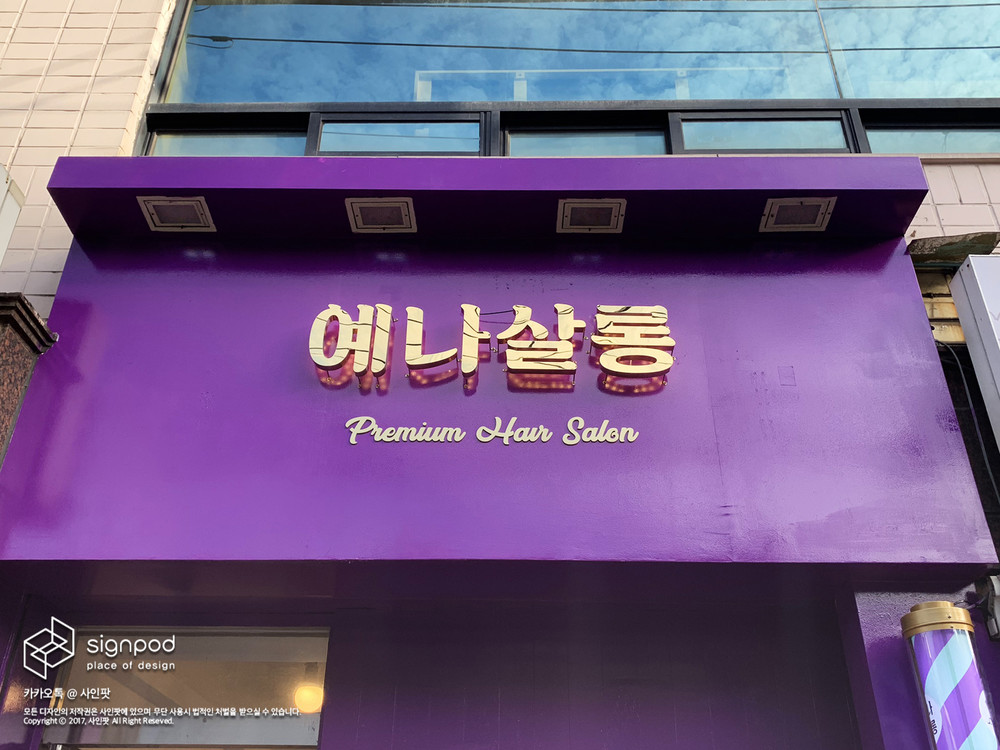 예나살롱
Premium Hair Salon
signpod
place of design
카카오톡 @ 사인팟
모든 디자인의 저작권은 사인팟에 있으며 무단 사용시 법적인 처벌을 받으실 수 있습니다.
Copyright ⓒ 2017, 사인팟 All Right Reserved.